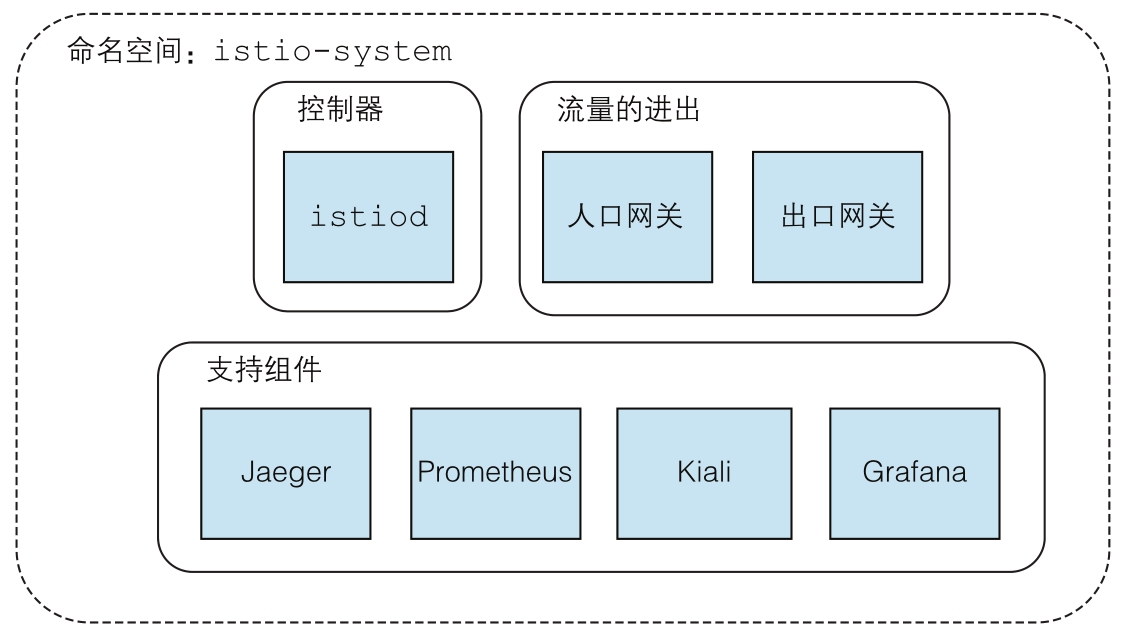 命名空间：istio-system
控制器
流量的进出
istiod
人口网关
出口网关
支持组件
Jaeger
Prometheus
Kiali
Grafana